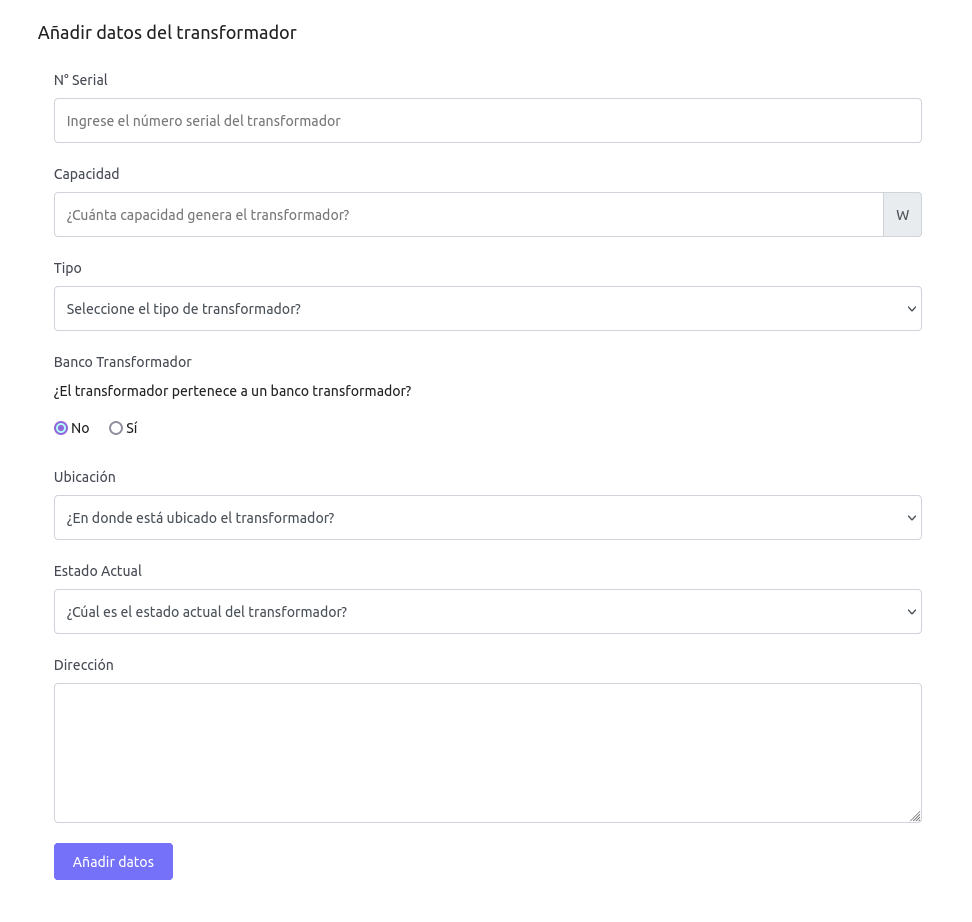 Añadir datos del transformador
N° Serial
Ingrese el número serial del transformador
Capacidad
¿Cuánta capacidad genera el transformador?
W
Tipo
Seleccione el tipo de transformador?
Banco Transformador
¿El transformador pertenece a un banco transformador?
No Sí
Ubicación
¿En donde está ubicado el transformador?
Estado Actual
¿Cúal es el estado actual del transformador?
Dirección
Añadir datos